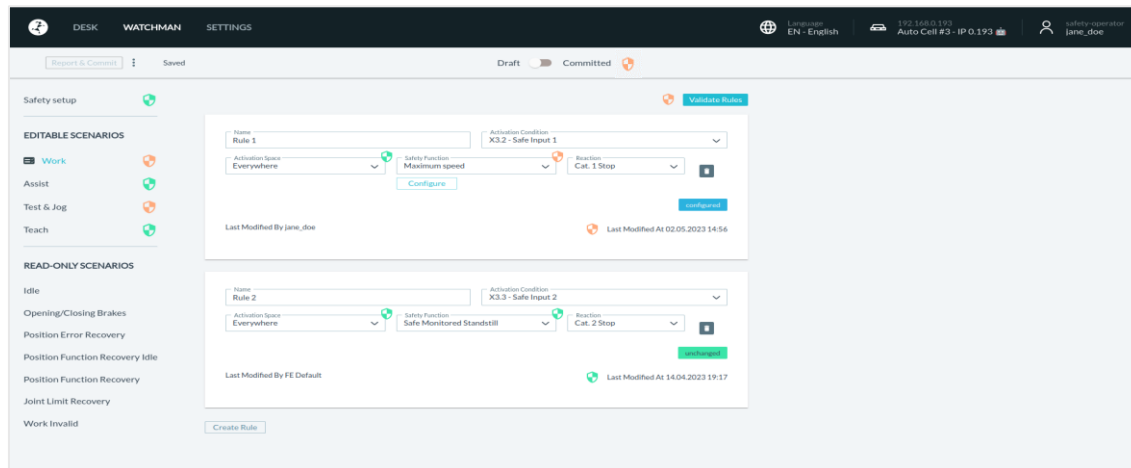 DESK WATCHMAN SETTINGS
Language
EN - English
192.168.0.193
Auto Cell #3 - IP 0.193
safety-operator
jane_doe
Report & Commit Saved
Draft Committed
Safety setup
EDITABLE SCENARIOS
Work
Assist
Test & Jog
Teach
READ-ONLY SCENARIOS
Idle
Opening/Closing Brakes
Position Error Recovery
Position Function Recovery Idle
Position Function Recovery
Joint Limit Recovery
Work Invalid
Validate Rules
Name
Rule 1
Activation Condition
X3.2 - Safe Input 1
Activation Space
Everywhere
Safety Function
Maximum speed
Reaction
Cat. 1 Stop
Configure
configured
Last Modified By jane_doe
Last Modified At 02.05.2023 14:56
Name
Rule 2
Activation Condition
X3.3 - Safe Input 2
Activation Space
Everywhere
Safety Function
Safe Monitored Standstill
Reaction
Cat. 2 Stop
unchanged
Last Modified By FE Default
Last Modified At 14.04.2023 19:17
Create Rule